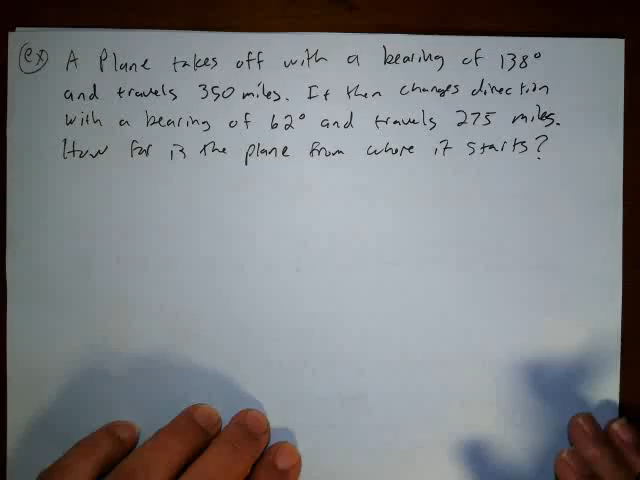 ex A Plane takes off with a bearing of 138°
and travels 350 miles. It then changes direction
with a bearing of 62° and travels 275 miles.
How far is the plane from where it starts?